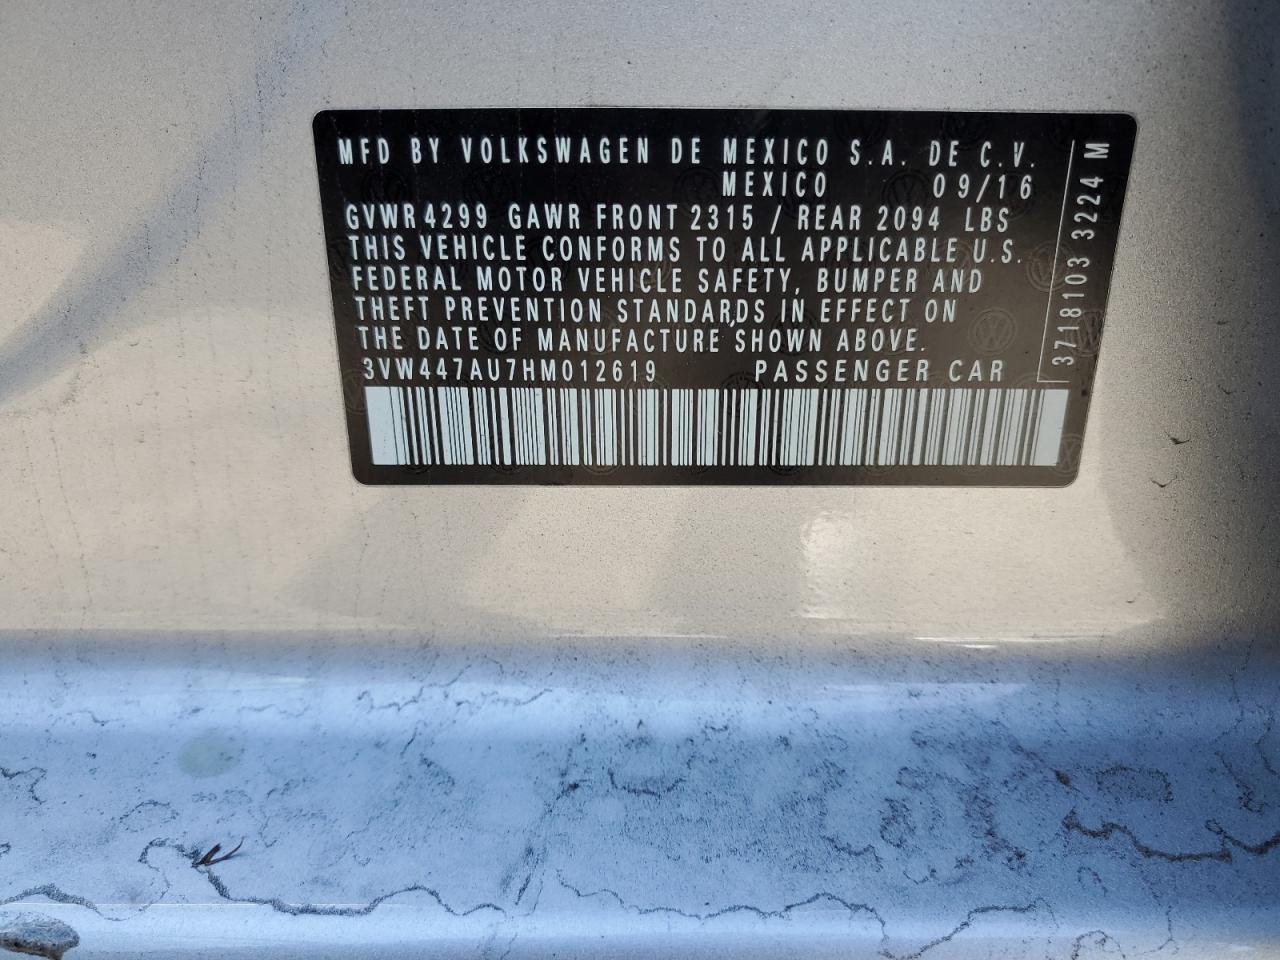 MFD BY VOLKSWAGEN DE MEXICO S.A. DE C.V.
MEXICO 09/16
GVWR 4299 GAWR FRONT 2315 / REAR 2094 LBS
THIS VEHICLE CONFORMS TO ALL APPLICABLE U.S.
FEDERAL MOTOR VEHICLE SAFETY, BUMPER AND
THEFT PREVENTION STANDARDS IN EFFECT ON
THE DATE OF MANUFACTURE SHOWN ABOVE.
3VW447AU7HM012619 PASSENGER CAR
3718103 3224 M